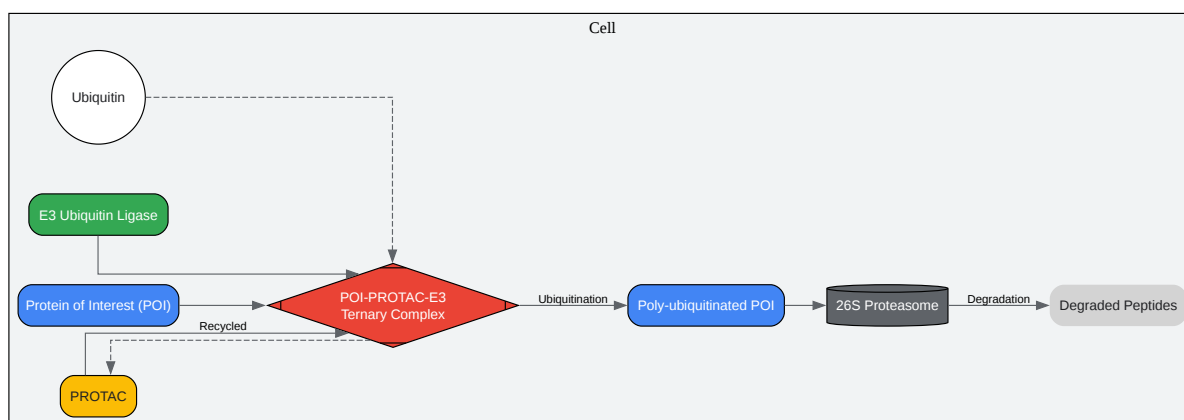 Cell
Ubiquitin
E3 Ubiquitin Ligase
Protein of Interest (POI)
Recycled
PROTAC
POI-PROTAC-E3
Ternary Complex
Ubiquitination
Poly-ubiquitinated POI
26S Proteasome
Degradation
Degraded Peptides